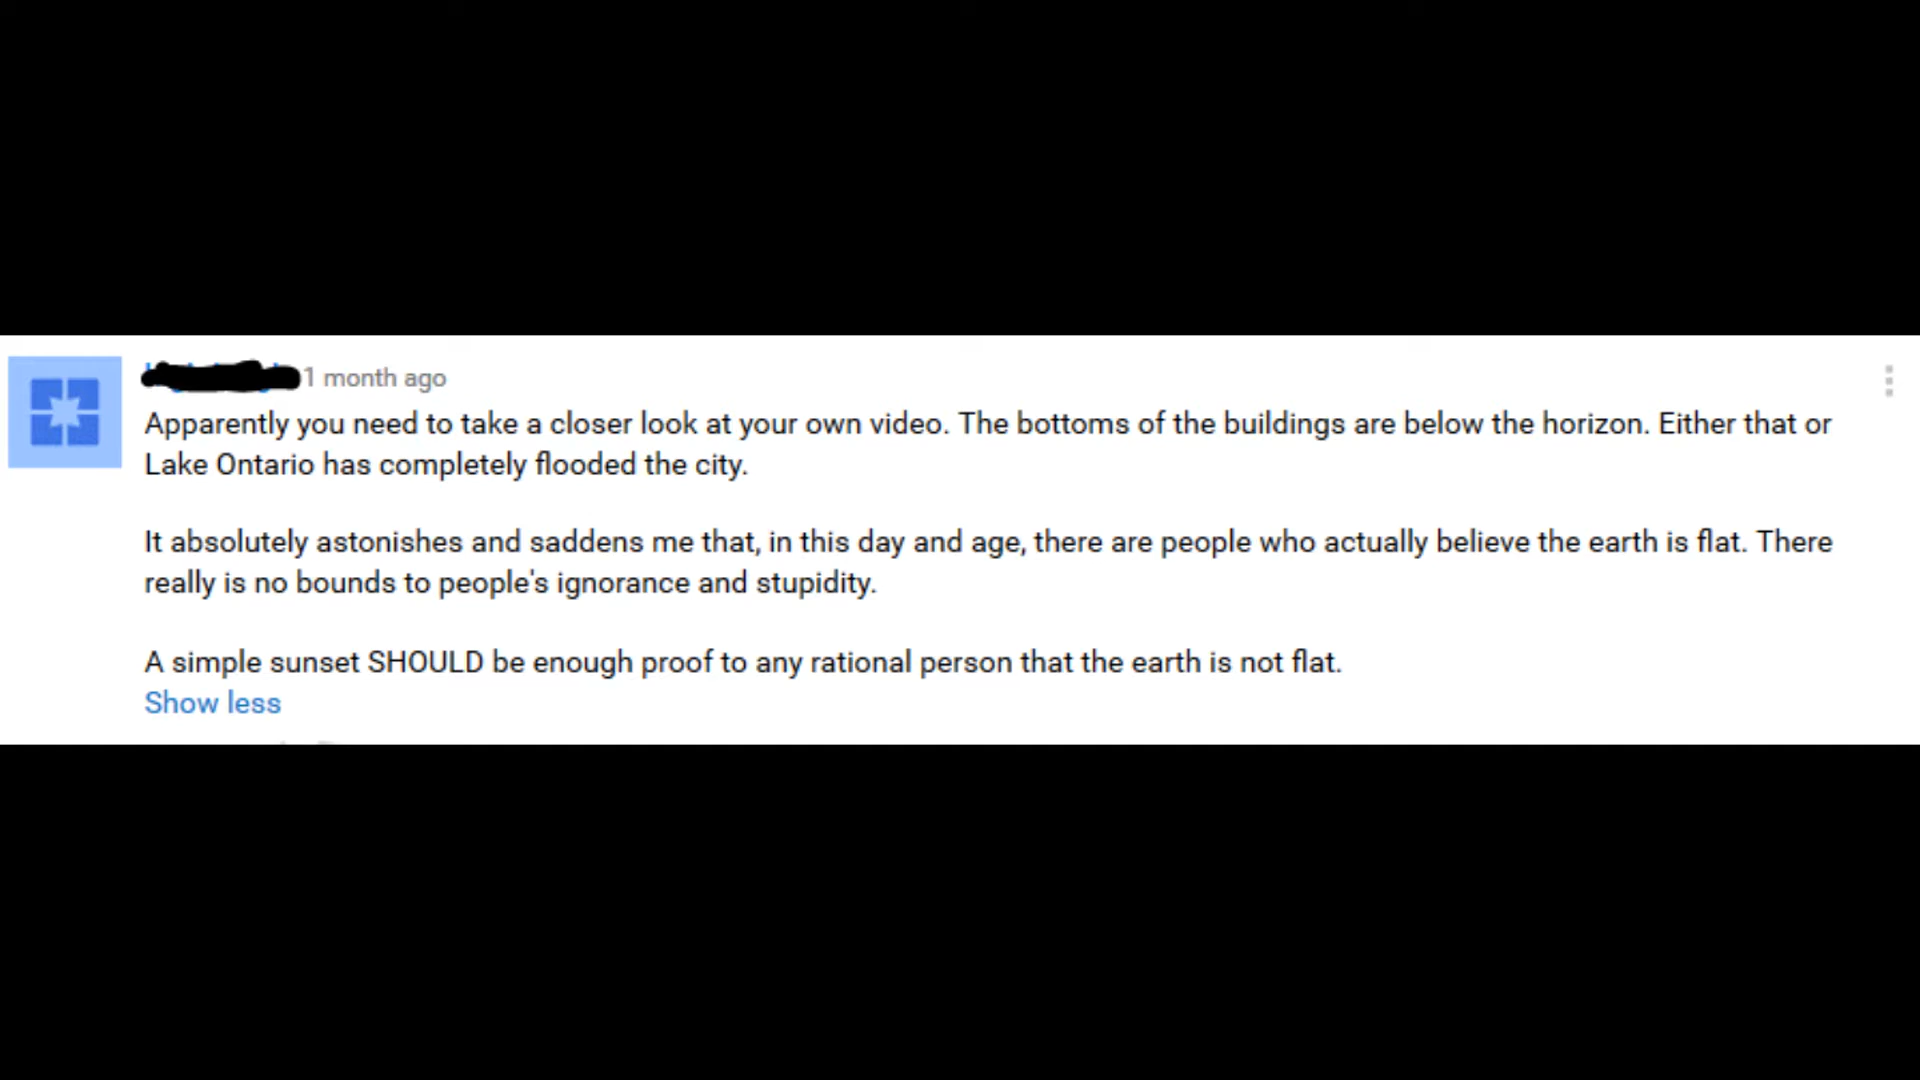 1 month ago
Apparently you need to take a closer look at your own video. The bottoms of the buildings are below the horizon. Either that or
Lake Ontario has completely flooded the city.
It absolutely astonishes and saddens me that, in this day and age, there are people who actually believe the earth is flat. There
really is no bounds to people's ignorance and stupidity.
A simple sunset SHOULD be enough proof to any rational person that the earth is not flat.
Show less